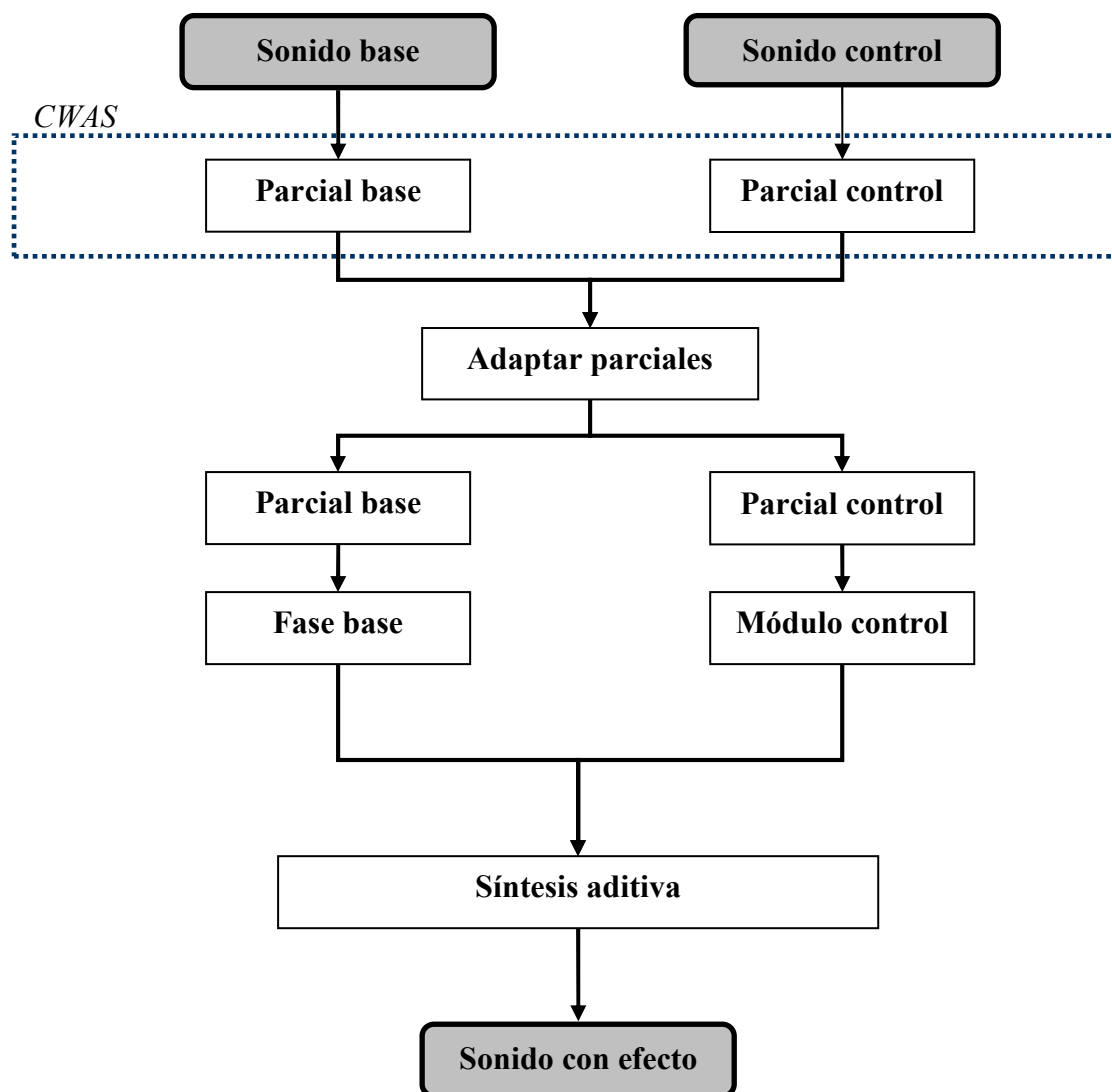 Sonido base
Sonido control
CWAS
Parcial base
Parcial control
Adaptar parciales
Parcial base
Parcial control
Fase base
Módulo control
Síntesis aditiva
Sonido con efecto